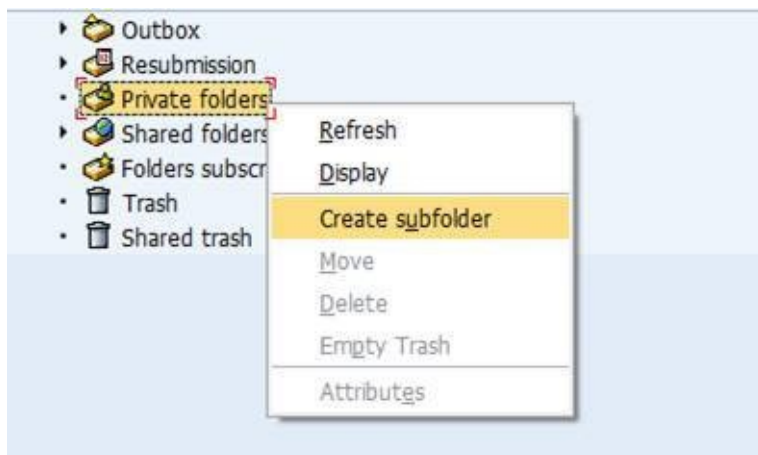 Outbox
Resubmission
Private folders
Shared folders
Folders subscr
Trash
Shared trash
Refresh
Display
Create subfolder
Move
Delete
Empty Trash
Attributes